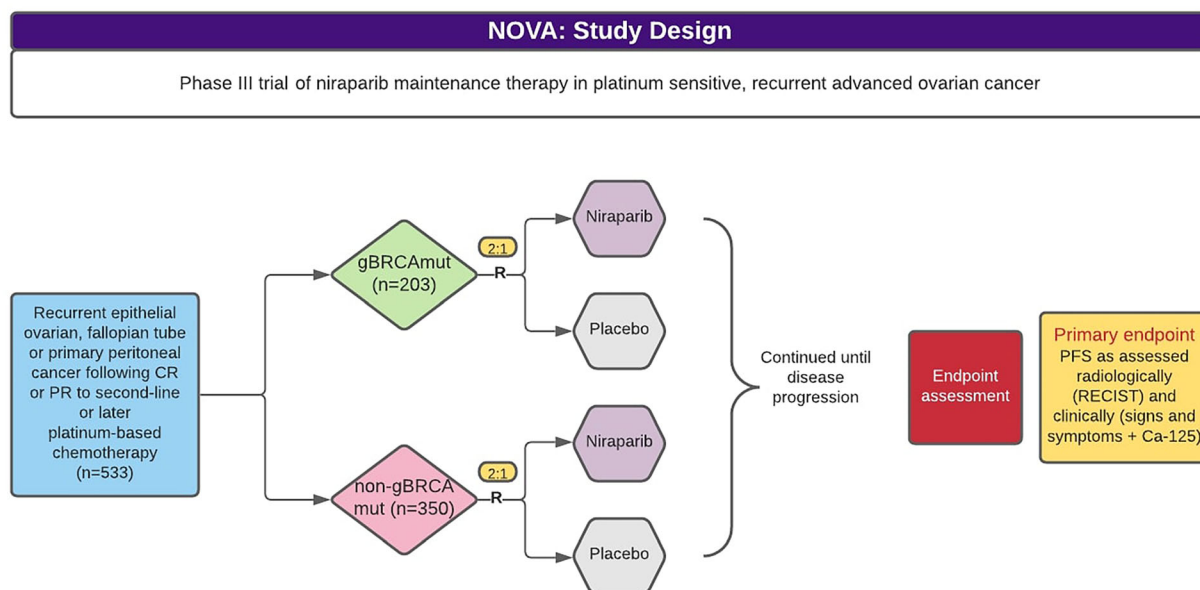 NOVA: Study Design
Phase III trial of niraparib maintenance therapy in platinum sensitive, recurrent advanced ovarian cancer
Recurrent epithelial
ovarian, fallopian tube
or primary peritoneal
cancer following CR
or PR to second-line
or later
platinum-based
chemotherapy
(n=533)
gBRCAmut
(n=203)
2:1
R
Niraparib
Placebo
non-gBRCA
mut (n=350)
2:1
R
Niraparib
Placebo
Continued until
disease
progression
Endpoint
assessment
Primary endpoint
PFS as assessed
radiologically
(RECIST) and
clinically (signs and
symptoms + Ca-125)